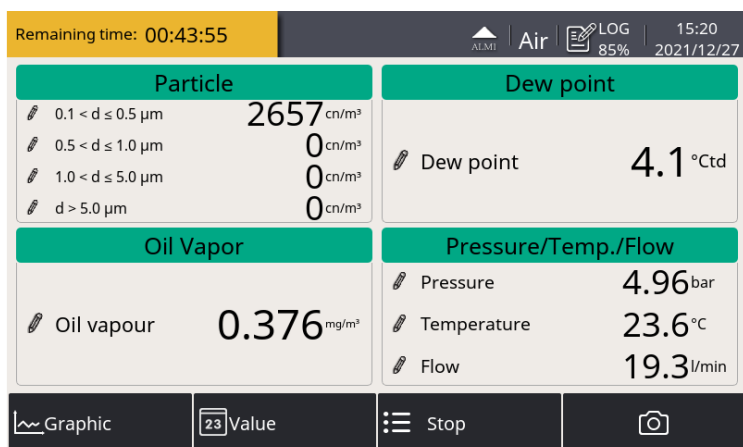 Remaining time: 00:43:55
ALMI
Air
LOG
85%
15:20
2021/12/27
Particle
0.1 < d ≤ 0.5 µm 2657 cn/m³
0.5 < d ≤ 1.0 µm 0 cn/m³
1.0 < d ≤ 5.0 µm 0 cn/m³
d > 5.0 µm 0 cn/m³
Dew point
Dew point 4.1 °Ctd
Oil Vapor
Oil vapour 0.376 mg/m³
Pressure/Temp./Flow
Pressure 4.96 bar
Temperature 23.6 °C
Flow 19.3 l/min
Graphic
23 Value
Stop